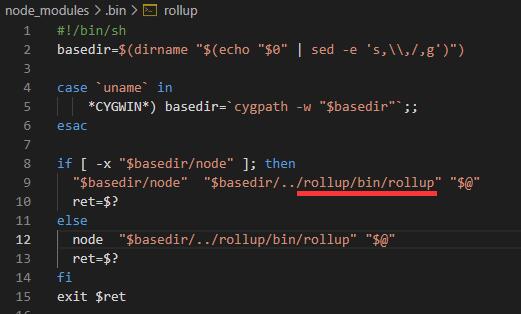 node_modules > .bin > rollup
1 #!/bin/sh
2 basedir=$(dirname "$(echo "$0" | sed -e 's,\\,/,g')")
3
4 case `uname` in
5     *CYGWIN*) basedir=`cygpath -w "$basedir"`;;
6 esac
7
8 if [ -x "$basedir/node" ]; then
9   "$basedir/node"  "$basedir/../rollup/bin/rollup" "$@"
10   ret=$?
11 else
12   node  "$basedir/../rollup/bin/rollup" "$@"
13   ret=$?
14 fi
15 exit $ret